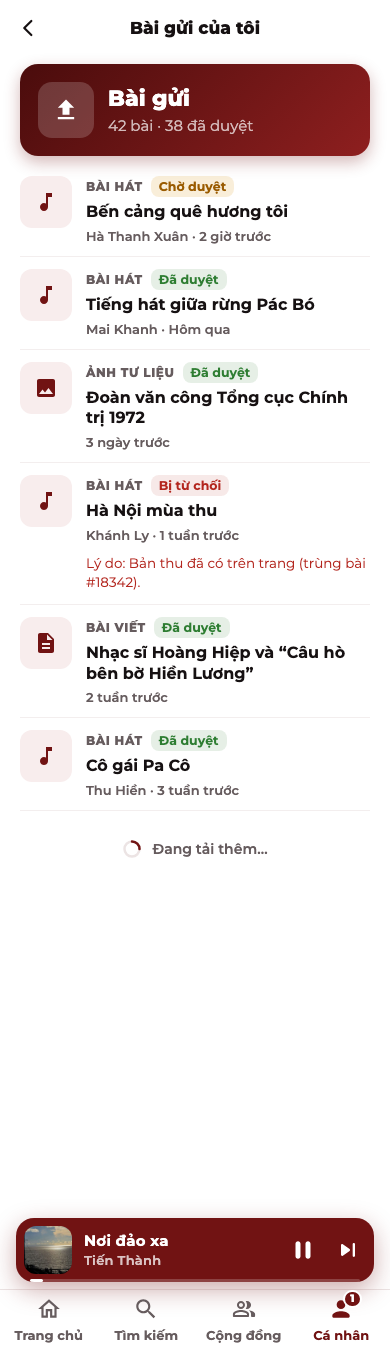 Bài gửi của tôi
Bài gửi
42 bài · 38 đã duyệt
BÀI HÁT Chờ duyệt
Bến cảng quê hương tôi
Hà Thanh Xuân · 2 giờ trước
BÀI HÁT Đã duyệt
Tiếng hát giữa rừng Pác Bó
Mai Khanh · Hôm qua
ẢNH TƯ LIỆU Đã duyệt
Đoàn văn công Tổng cục Chính
trị 1972
3 ngày trước
BÀI HÁT Bị từ chối
Hà Nội mùa thu
Khánh Ly · 1 tuần trước
Lý do: Bản thu đã có trên trang (trùng bài
#18342).
BÀI VIẾT Đã duyệt
Nhạc sĩ Hoàng Hiệp và “Câu hò
bên bờ Hiền Lương”
2 tuần trước
BÀI HÁT Đã duyệt
Cô gái Pa Cô
Thu Hiền · 3 tuần trước
Đang tải thêm...
Nơi đảo xa
Tiến Thành
1
Trang chủ Tìm kiếm Cộng đồng Cá nhân